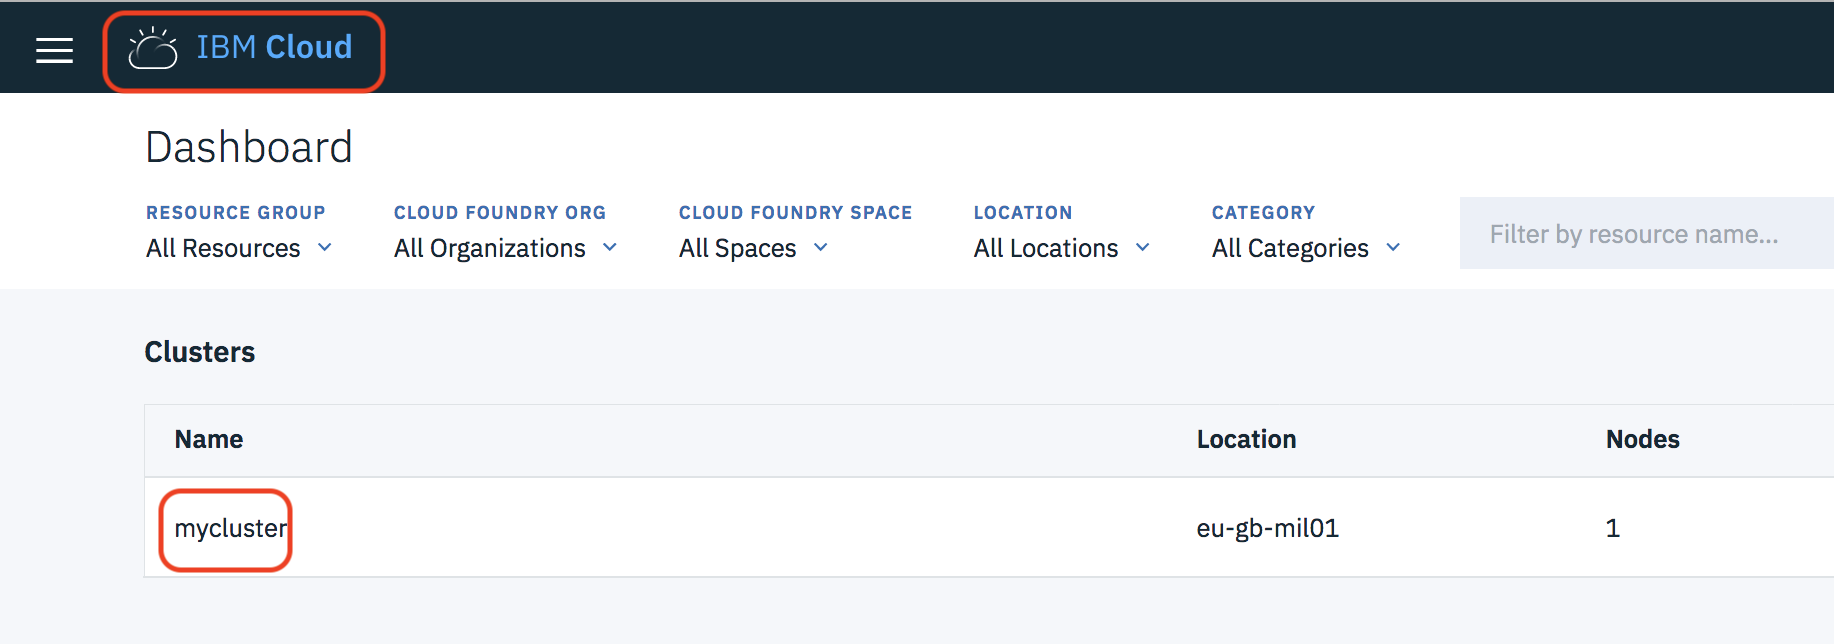 IBM Cloud
Dashboard
RESOURCE GROUP CLOUD FOUNDRY ORG CLOUD FOUNDRY SPACE LOCATION CATEGORY
All Resources All Organizations All Spaces All Locations All Categories Filter by resource name...
Clusters
Name Location Nodes
mycluster eu-gb-mil01 1